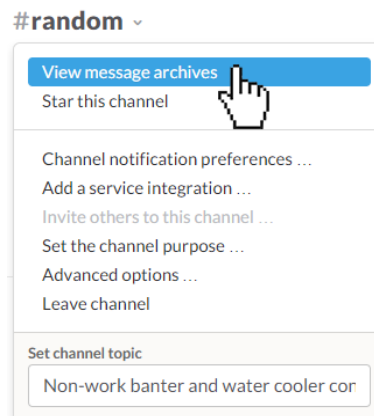 #random
View message archives
Star this channel
Channel notification preferences ...
Add a service integration ...
Invite others to this channel ...
Set the channel purpose ...
Advanced options ...
Leave channel
Set channel topic
Non-work banter and water cooler cor